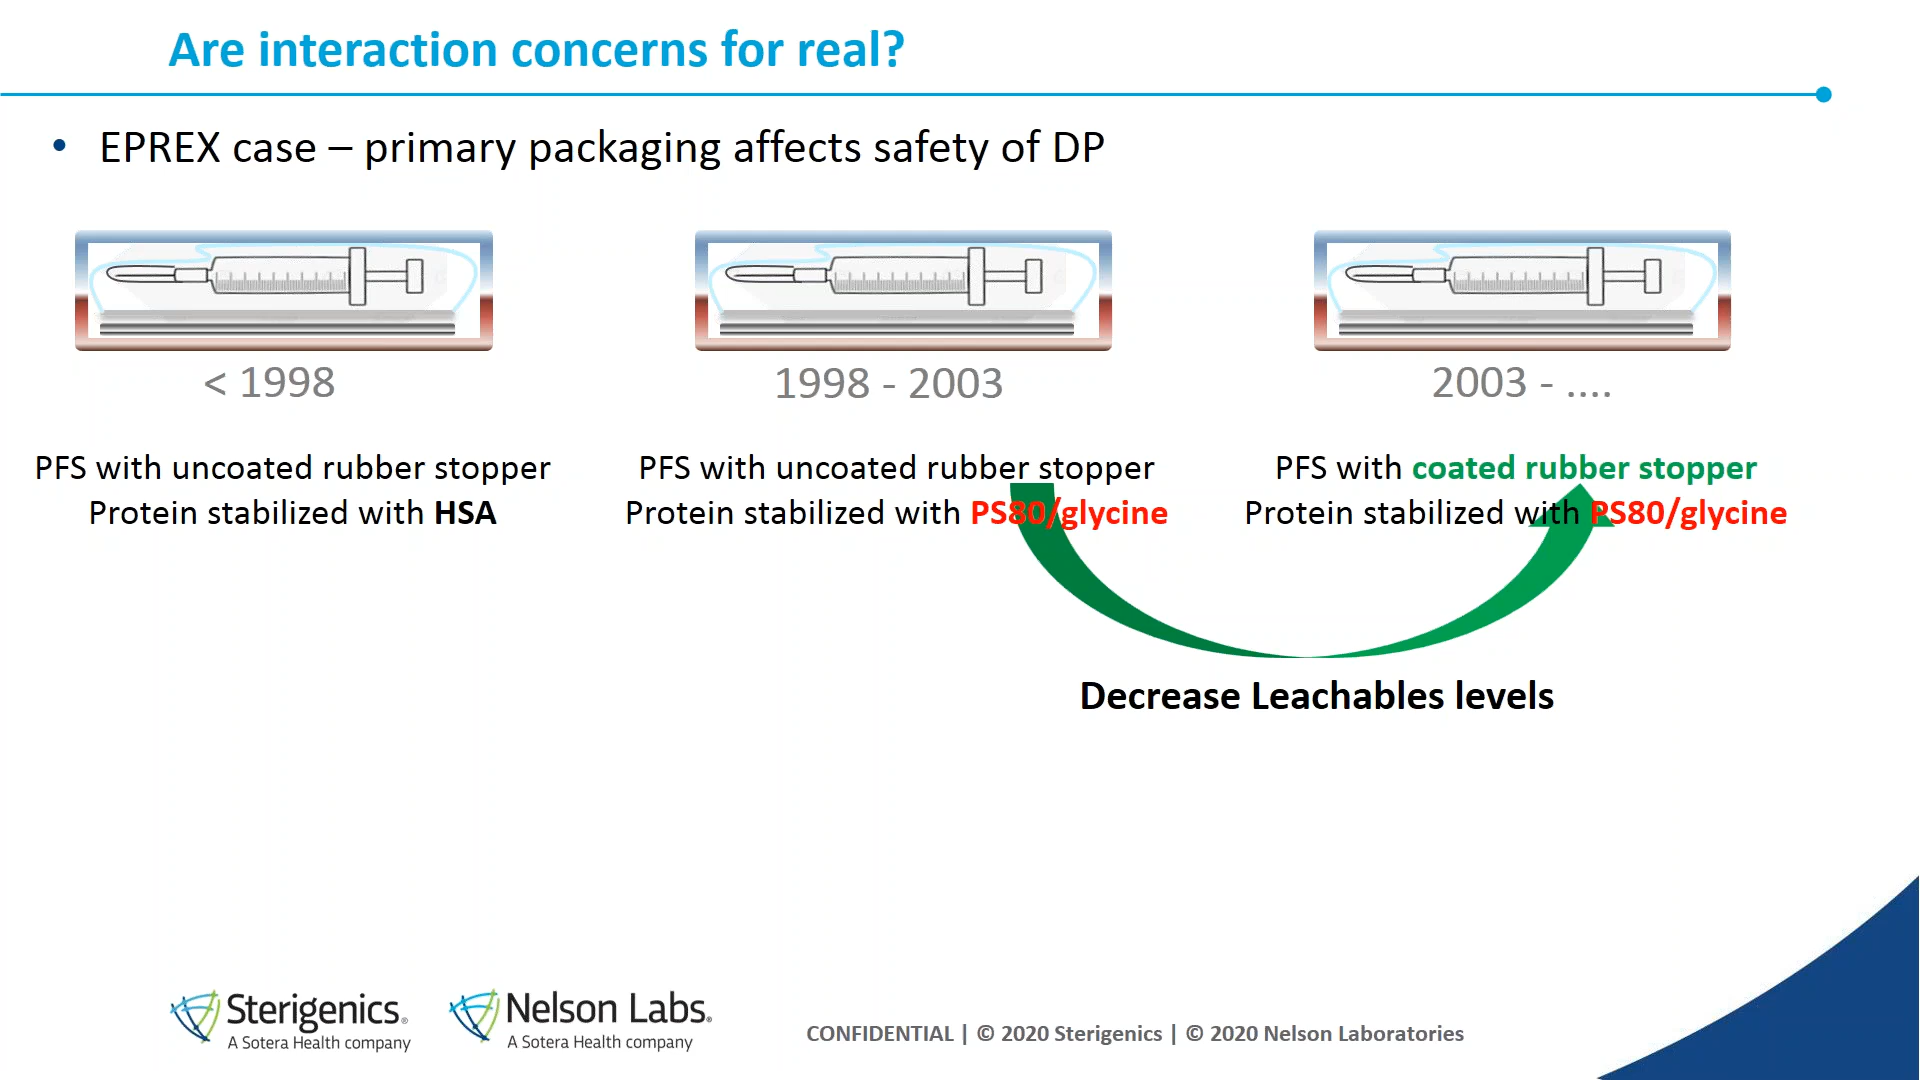 Are interaction concerns for real?
• EPREX case – primary packaging affects safety of DP
< 1998
PFS with uncoated rubber stopper
Protein stabilized with HSA
1998 - 2003
PFS with uncoated rubber stopper
Protein stabilized with PS80/glycine
2003 - ....
PFS with coated rubber stopper
Protein stabilized with PS80/glycine
Decrease Leachables levels
Sterigenics®
A Sotera Health company
Nelson Labs®
A Sotera Health company
CONFIDENTIAL | © 2020 Sterigenics | © 2020 Nelson Laboratories